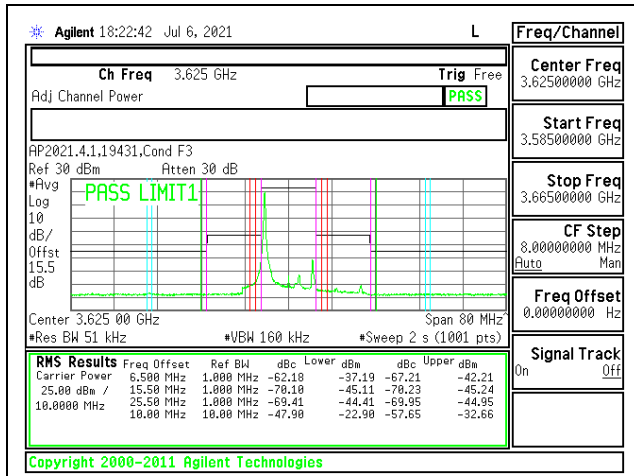 Agilent 18:22:42 Jul 6, 2021 L
Ch Freq 3.625 GHz Trig Free
Adj Channel Power PASS
AP2021.4.1,19431,Cond F3
Ref 30 dBm Atten 30 dB
#Avg
Log
10
dB/
Offst
15.5
dB
PASS LIMIT1
Center 3.625 00 GHz Span 80 MHz
#Res BW 51 kHz #VBW 160 kHz #Sweep 2 s (1001 pts)
RMS Results Freq Offset Ref BW dBc Lower dBm dBc Upper dBm
Carrier Power 6.500 MHz 1.000 MHz -62.18 -37.19 -67.21 -42.21
25.00 dBm / 15.50 MHz 1.000 MHz -70.10 -45.11 -70.23 -45.24
10.0000 MHz 25.50 MHz 1.000 MHz -69.41 -44.41 -69.95 -44.95
10.00 MHz 10.00 MHz -47.90 -22.90 -57.65 -32.66
Copyright 2000-2011 Agilent Technologies
Freq/Channel
Center Freq
3.62500000 GHz
Start Freq
3.58500000 GHz
Stop Freq
3.66500000 GHz
CF Step
8.00000000 MHz
Auto Man
Freq Offset
0.00000000 Hz
Signal Track
On Off